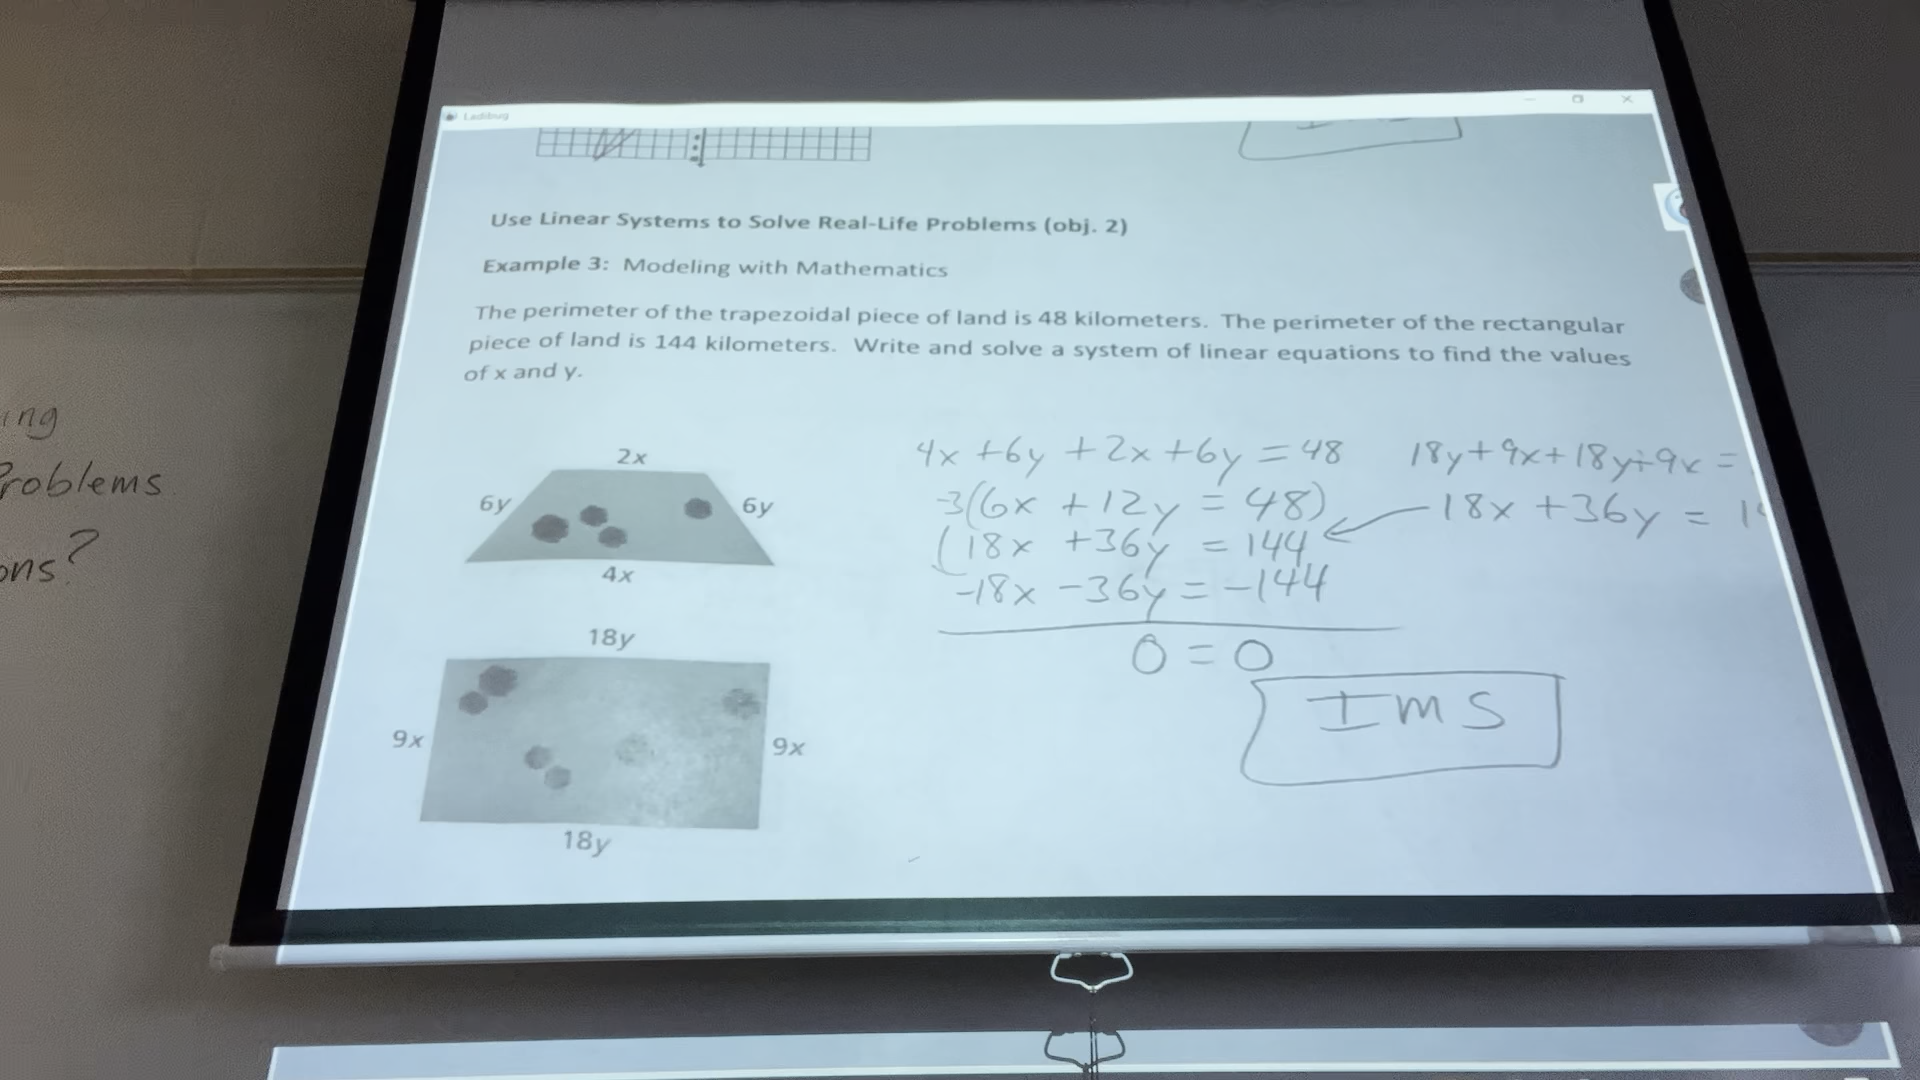 Ladibug
Use Linear Systems to Solve Real-Life Problems (obj. 2)
Example 3: Modeling with Mathematics
The perimeter of the trapezoidal piece of land is 48 kilometers. The perimeter of the rectangular
piece of land is 144 kilometers. Write and solve a system of linear equations to find the values
of x and y.
2x
6y
6y
4x
18y
9x
9x
18y
4x + 6y + 2x + 6y = 48
-3(6x + 12y = 48)
18x + 36y = 144
-18x - 36y = -144
0 = 0
IMS
18y + 9x + 18y + 9x =
18x + 36y = 1
ing
Problems
ons?